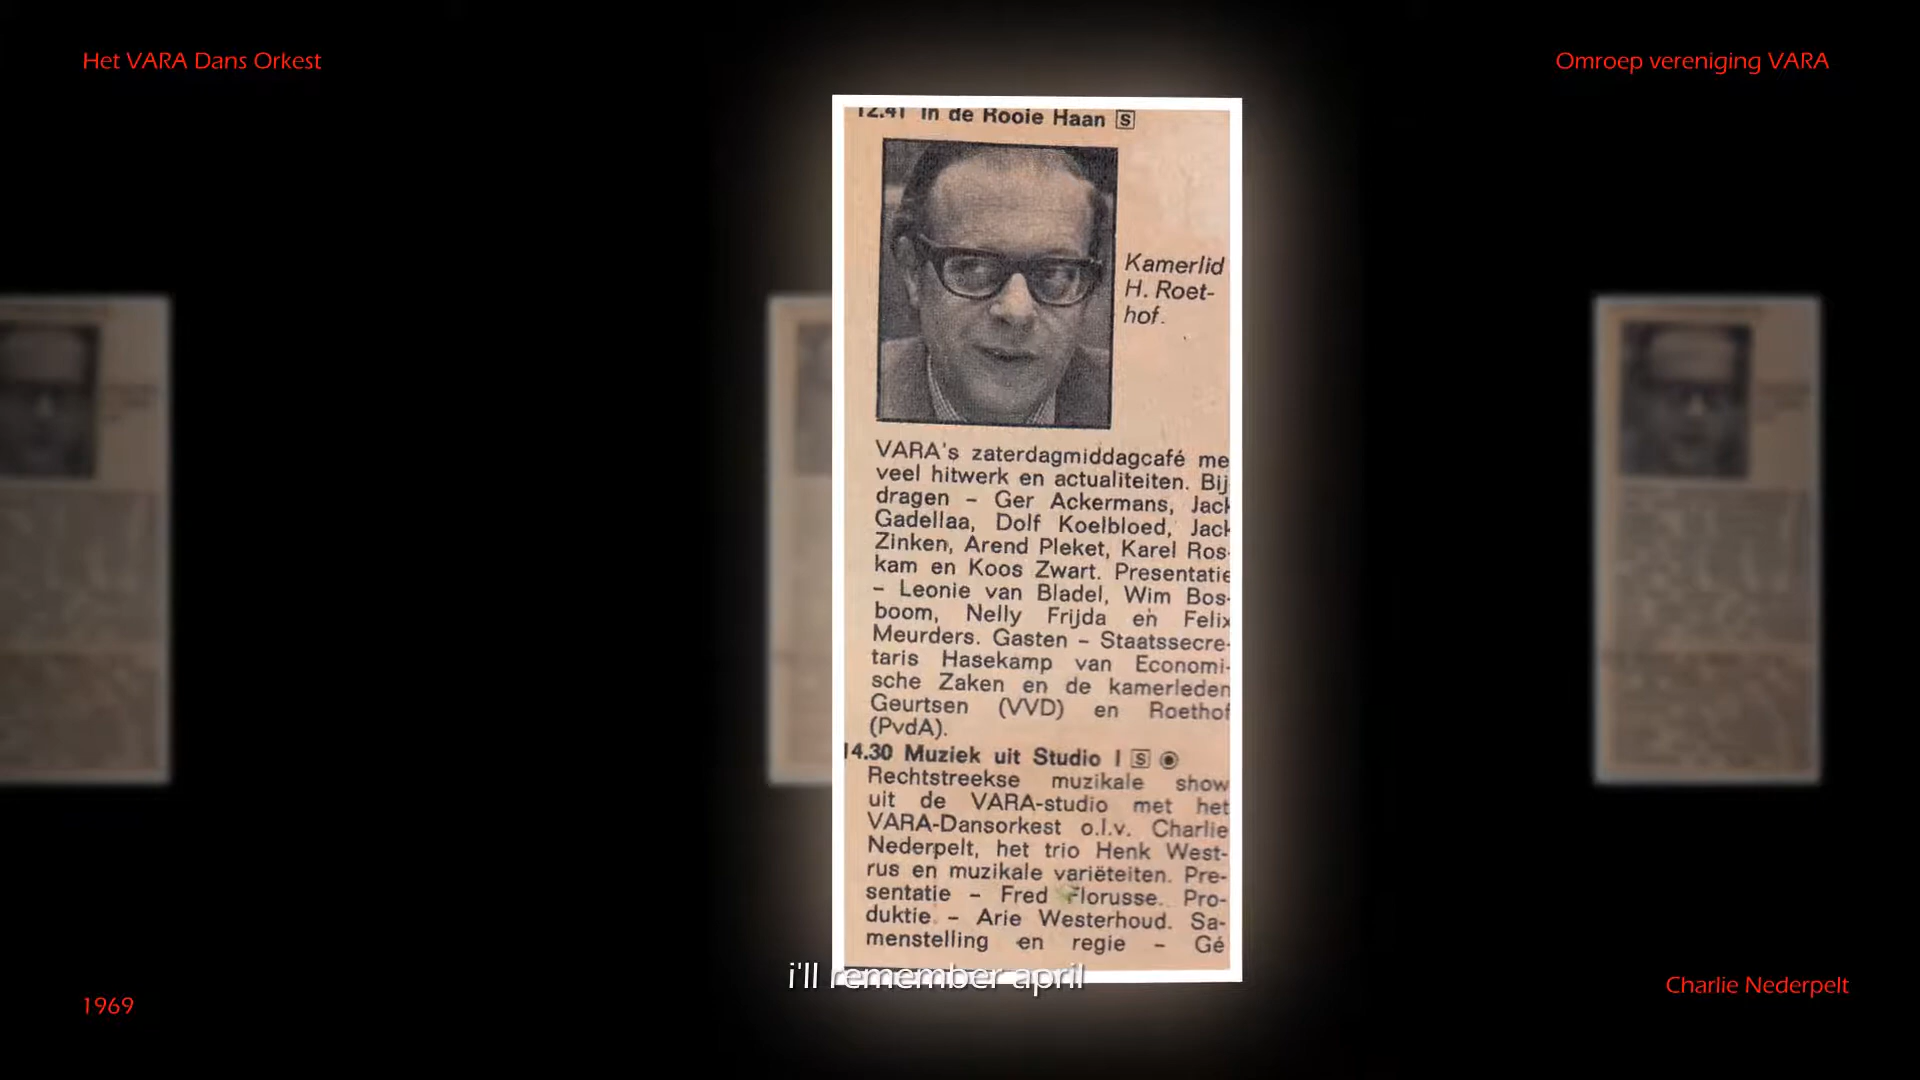 Het VARA Dans Orkest
Omroep vereniging VARA
12.41 In de Rooie Haan S
Kamerlid
H. Roet-
hof.
VARA's zaterdagmiddagcafé me
veel hitwerk en actualiteiten. Bij
dragen - Ger Ackermans, Jack
Gadellaa, Dolf Koelbloed, Jack
Zinken, Arend Pleket, Karel Ros-
kam en Koos Zwart. Presentatie
- Leonie van Bladel, Wim Bos-
boom, Nelly Frijda en Felix
Meurders. Gasten - Staatssecre-
taris Hasekamp van Economi-
sche Zaken en de kamerleden
Geurtsen (VVD) en Roethof
(PvdA).
14.30 Muziek uit Studio I S
Rechtstreekse muzikale show
uit de VARA-studio met het
VARA-Dansorkest o.l.v. Charlie
Nederpelt, het trio Henk West-
rus en muzikale variëteiten. Pre-
sentatie - Fred Florusse. Pro-
duktie - Arie Westerhoud. Sa-
menstelling en regie - Gé
i'll remember april
1969
Charlie Nederpelt